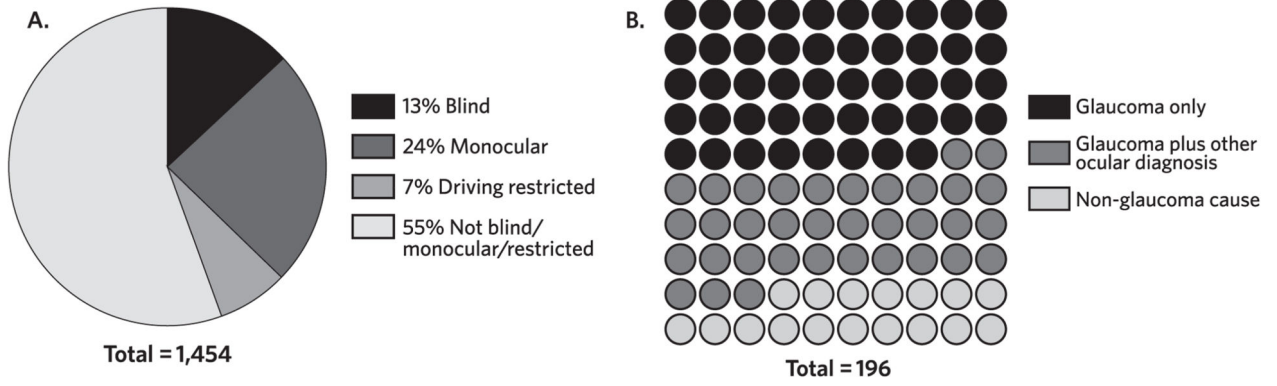 A.
13% Blind
24% Monocular
7% Driving restricted
55% Not blind/
monocular/restricted
Total = 1,454
B.
Glaucoma only
Glaucoma plus other
ocular diagnosis
Non-glaucoma cause
Total = 196